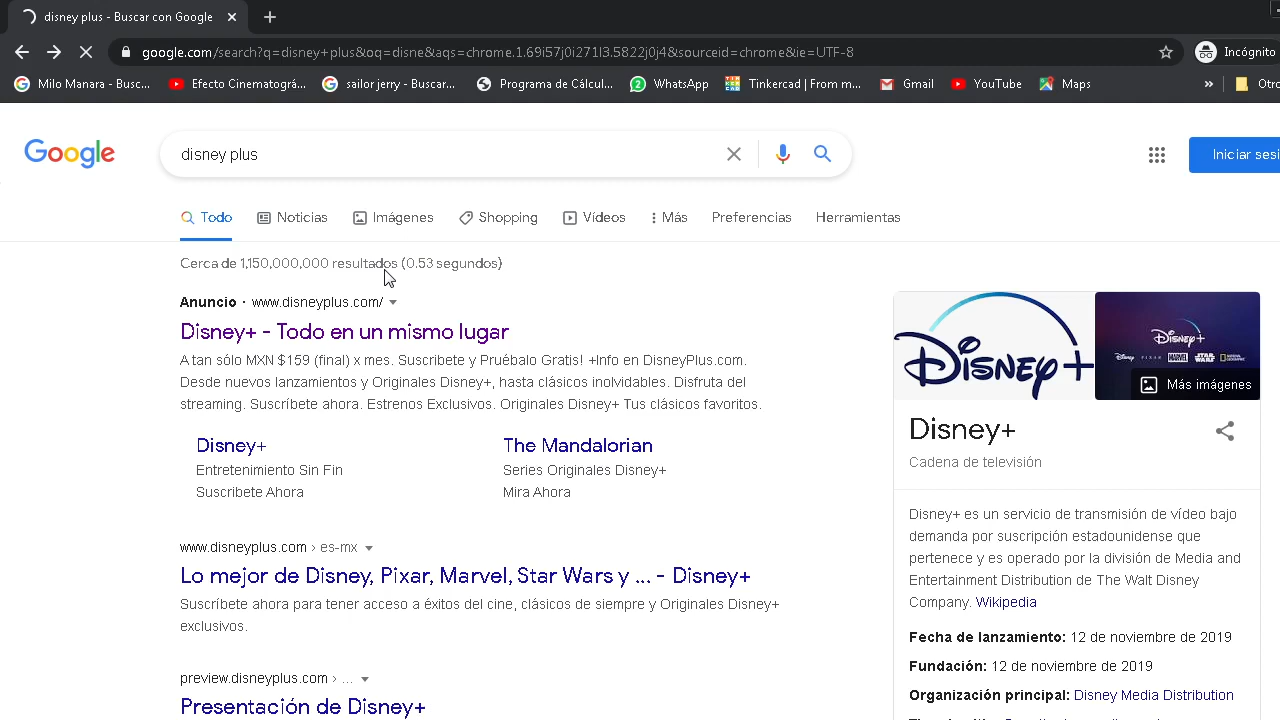 disney plus - Buscar con Google
google.com/search?q=disney+plus&oq=disne&aqs=chrome.1.69i57j0i271l3.5822j0j4&sourceid=chrome&ie=UTF-8
Incógnito
Milo Manara - Busc...
Efecto Cinematográ...
sailor jerry - Buscar...
Programa de Cálcul...
WhatsApp
Tinkercad | From m...
Gmail
YouTube
Maps
»
Otro
Google
disney plus
Iniciar sesi
Todo
Noticias
Imágenes
Shopping
Vídeos
Más
Preferencias
Herramientas
Cerca de 1,150,000,000 resultados (0.53 segundos)
Anuncio · www.disneyplus.com/
Disney+ - Todo en un mismo lugar
A tan sólo MXN $159 (final) x mes. Suscribete y Pruébalo Gratis! +Info en DisneyPlus.com.
Desde nuevos lanzamientos y Originales Disney+, hasta clásicos inolvidables. Disfruta del
streaming. Suscríbete ahora. Estrenos Exclusivos. Originales Disney+ Tus clásicos favoritos.
Disney+
Entretenimiento Sin Fin
Suscribete Ahora
The Mandalorian
Series Originales Disney+
Mira Ahora
www.disneyplus.com › es-mx
Lo mejor de Disney, Pixar, Marvel, Star Wars y ... - Disney+
Suscríbete ahora para tener acceso a éxitos del cine, clásicos de siempre y Originales Disney+
exclusivos.
preview.disneyplus.com › ...
Presentación de Disney+
Disney+
Disney+
Disney PIXAR MARVEL STAR WARS NATIONAL GEOGRAPHIC
Más imágenes
Disney+
Cadena de televisión
Disney+ es un servicio de transmisión de vídeo bajo
demanda por suscripción estadounidense que
pertenece y es operado por la división de Media and
Entertainment Distribution de The Walt Disney
Company. Wikipedia
Fecha de lanzamiento: 12 de noviembre de 2019
Fundación: 12 de noviembre de 2019
Organización principal: Disney Media Distribution